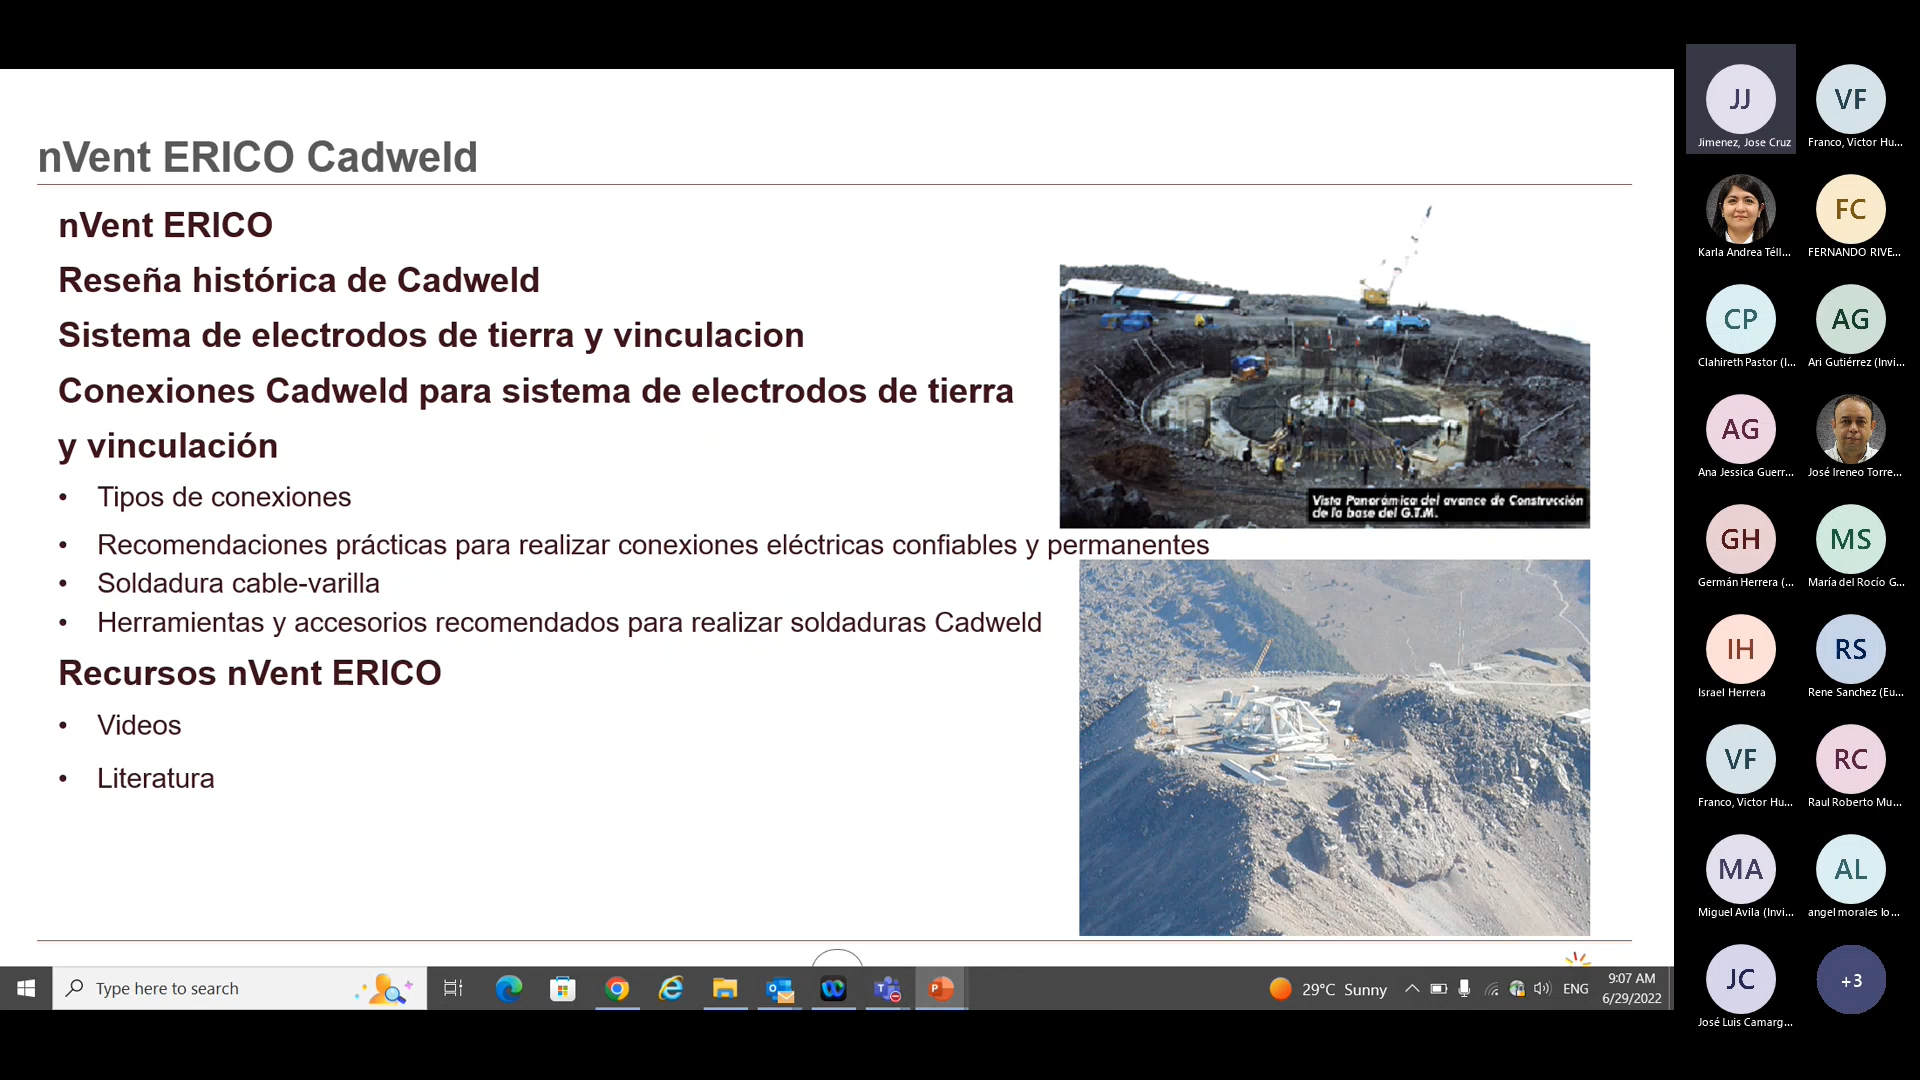 nVent ERICO Cadweld
nVent ERICO
Reseña histórica de Cadweld
Sistema de electrodos de tierra y vinculacion
Conexiones Cadweld para sistema de electrodos de tierra
y vinculación
• Tipos de conexiones
• Recomendaciones prácticas para realizar conexiones eléctricas confiables y permanentes
• Soldadura cable-varilla
• Herramientas y accesorios recomendados para realizar soldaduras Cadweld
Recursos nVent ERICO
• Videos
• Literatura
Vista Panorámica del avance de Construcción
de la base del G.T.M.
Type here to search
29°C Sunny
ENG
9:07 AM
6/29/2022
JJ
Jimenez, Jose Cruz
VF
Franco, Victor Hu...
Karla Andrea Téll...
FC
FERNANDO RIVE...
CP
Clahireth Pastor (I...
AG
Ari Gutiérrez (Invi...
AG
Ana Jessica Guerr...
José Ireneo Torre...
GH
Germán Herrera (...
MS
María del Rocío G...
IH
Israel Herrera
RS
Rene Sanchez (Eu...
VF
Franco, Victor Hu...
RC
Raul Roberto Mu...
MA
Miguel Avila (Invi...
AL
angel morales lo...
JC
José Luis Camarg...
+3